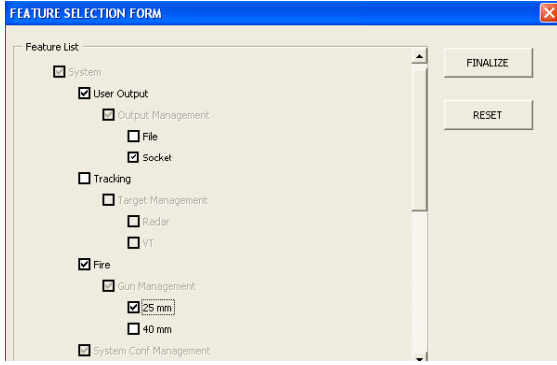 FEATURE SELECTION FORM
Feature List
FINALIZE
System
User Output
RESET
Output Management
File
Socket
Tracking
Target Management
Radar
VT
Fire
Gun Management
25 mm
40 mm
System Conf Management